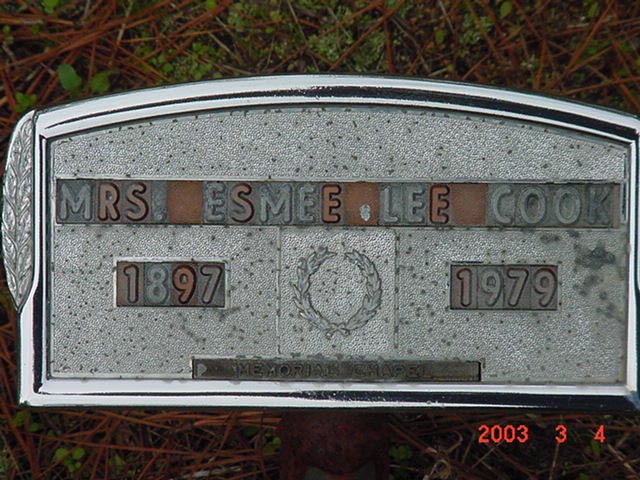 MRS. ESMEE LEE COOK
1897 1979
MEMORIAL CHAPEL
2003 3 4